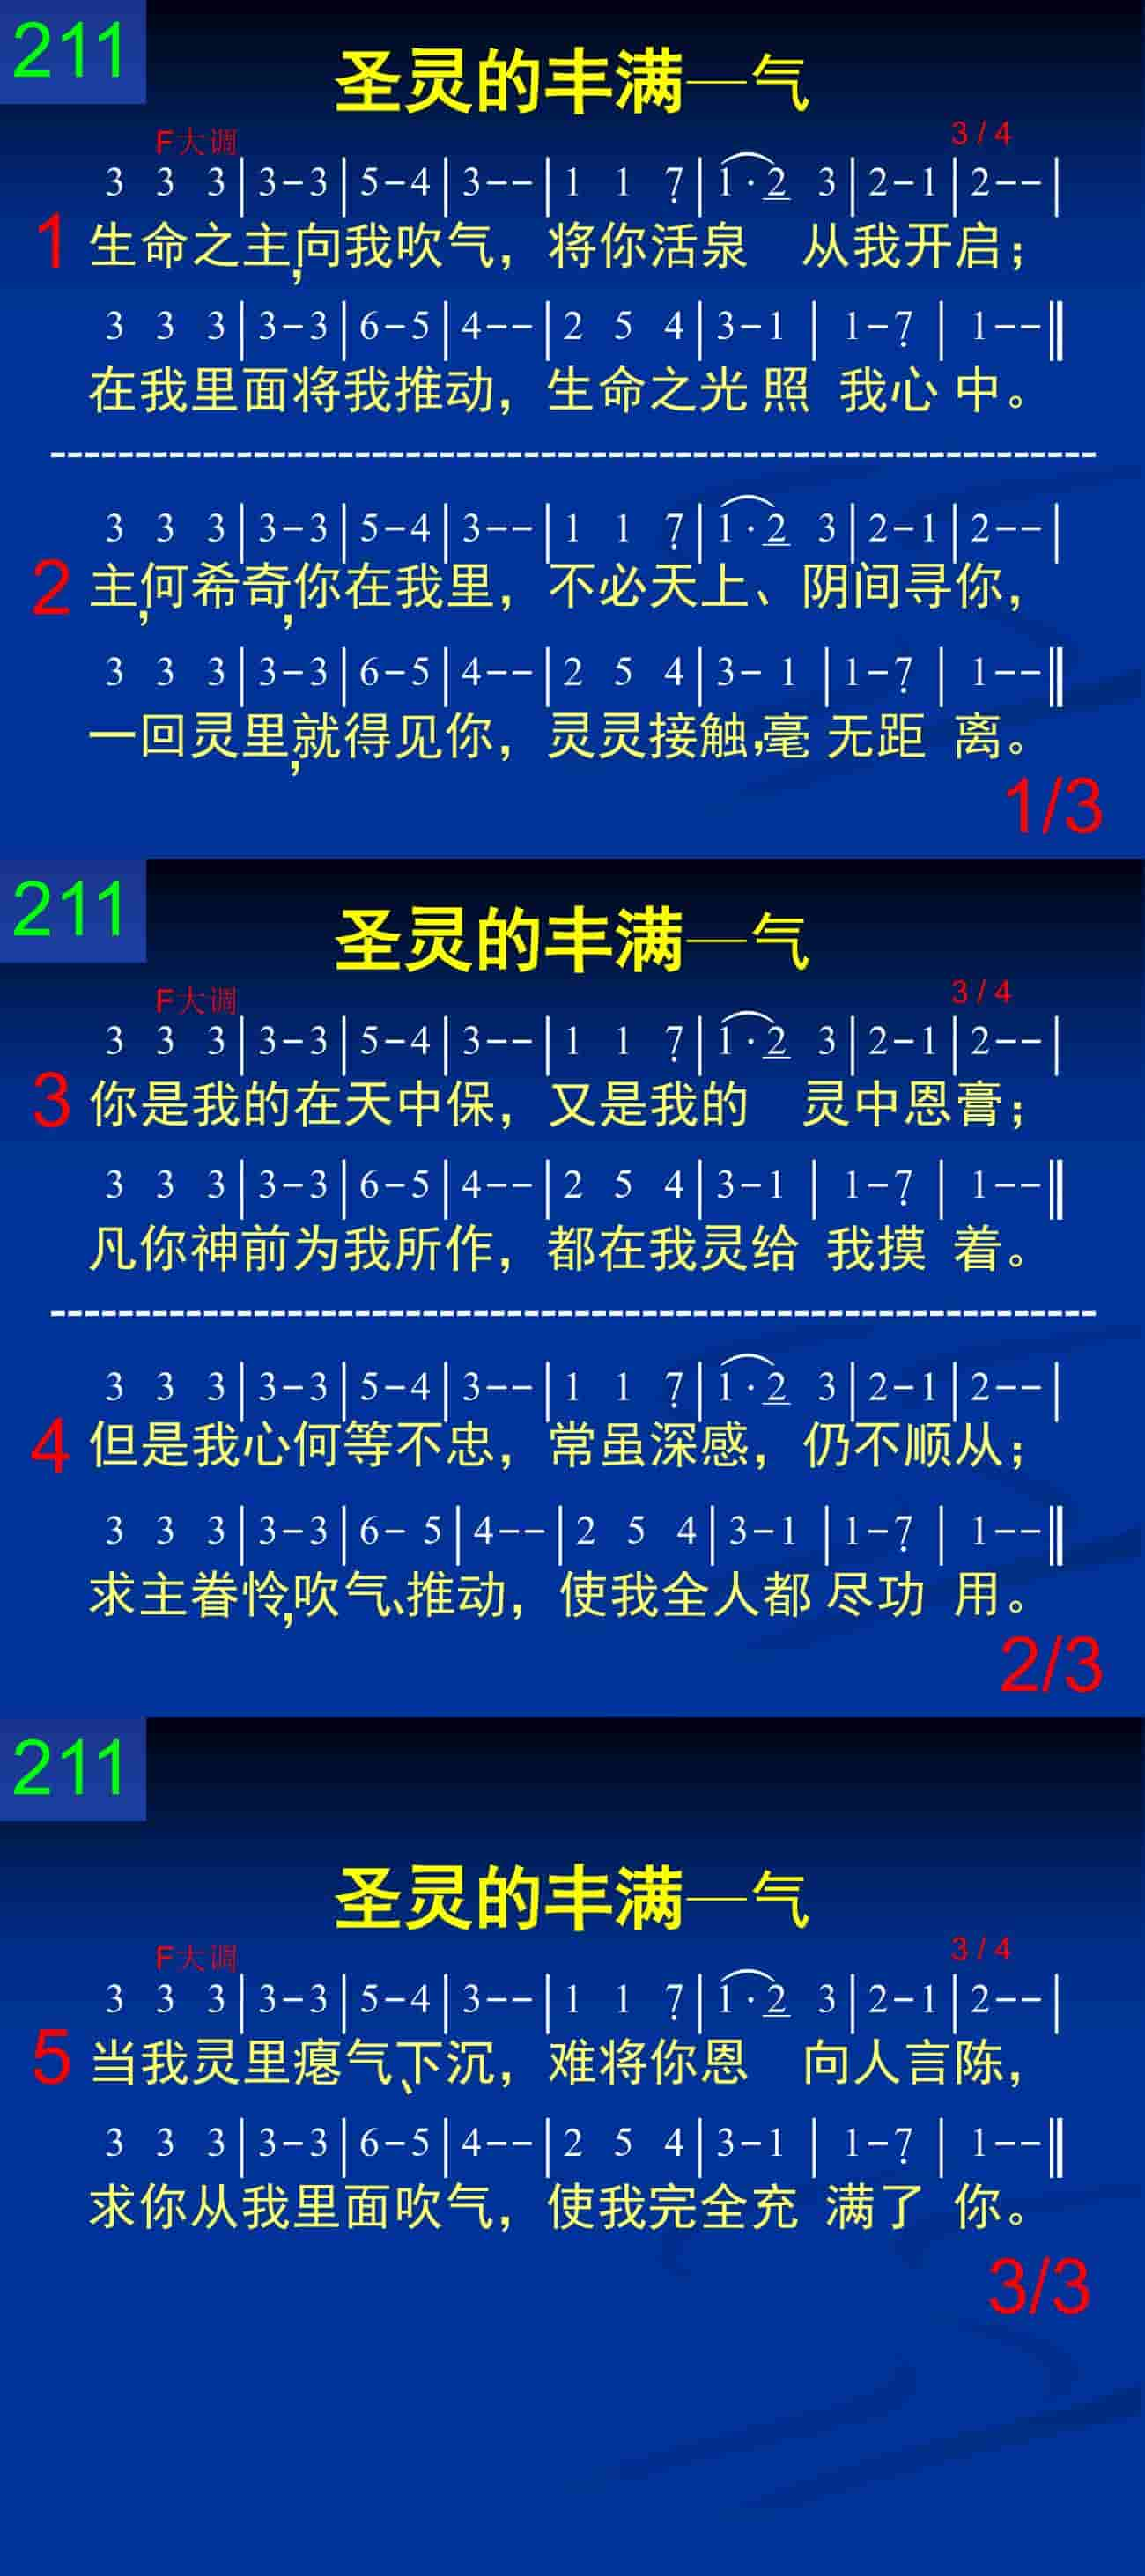 211
圣灵的丰满—气
F大调 3/4
3 3 3|3-3|5-4|3--|1 1 7̣|1·2 3|2-1|2--|
1 生命之主,向我吹气，将你活泉 从我开启；
3 3 3|3-3|6-5|4--|2 5 4|3-1|1-7̣|1--‖
在我里面将我推动，生命之光 照 我心 中。
3 3 3|3-3|5-4|3--|1 1 7̣|1·2 3|2-1|2--|
2 主,何希奇,你在我里，不必天上、阴间寻你，
3 3 3|3-3|6-5|4--|2 5 4|3- 1|1-7̣|1--‖
一回灵里,就得见你，灵灵接触,毫 无距 离。
1/3
211
圣灵的丰满—气
F大调 3/4
3 3 3|3-3|5-4|3--|1 1 7̣|1·2 3|2-1|2--|
3 你是我的在天中保，又是我的 灵中恩膏；
3 3 3|3-3|6-5|4--|2 5 4|3-1|1-7̣|1--‖
凡你神前为我所作，都在我灵给 我摸 着。
3 3 3|3-3|5-4|3--|1 1 7̣|1·2 3|2-1|2--|
4 但是我心何等不忠，常虽深感，仍不顺从；
3 3 3|3-3|6- 5|4--|2 5 4|3-1|1-7̣|1--‖
求主眷怜,吹气、推动，使我全人都 尽功 用。
2/3
211
圣灵的丰满—气
F大调 3/4
3 3 3|3-3|5-4|3--|1 1 7̣|1·2 3|2-1|2--|
5 当我灵里瘪气、下沉，难将你恩 向人言陈，
3 3 3|3-3|6-5|4--|2 5 4|3-1|1-7̣|1--‖
求你从我里面吹气，使我完全充 满了 你。
3/3